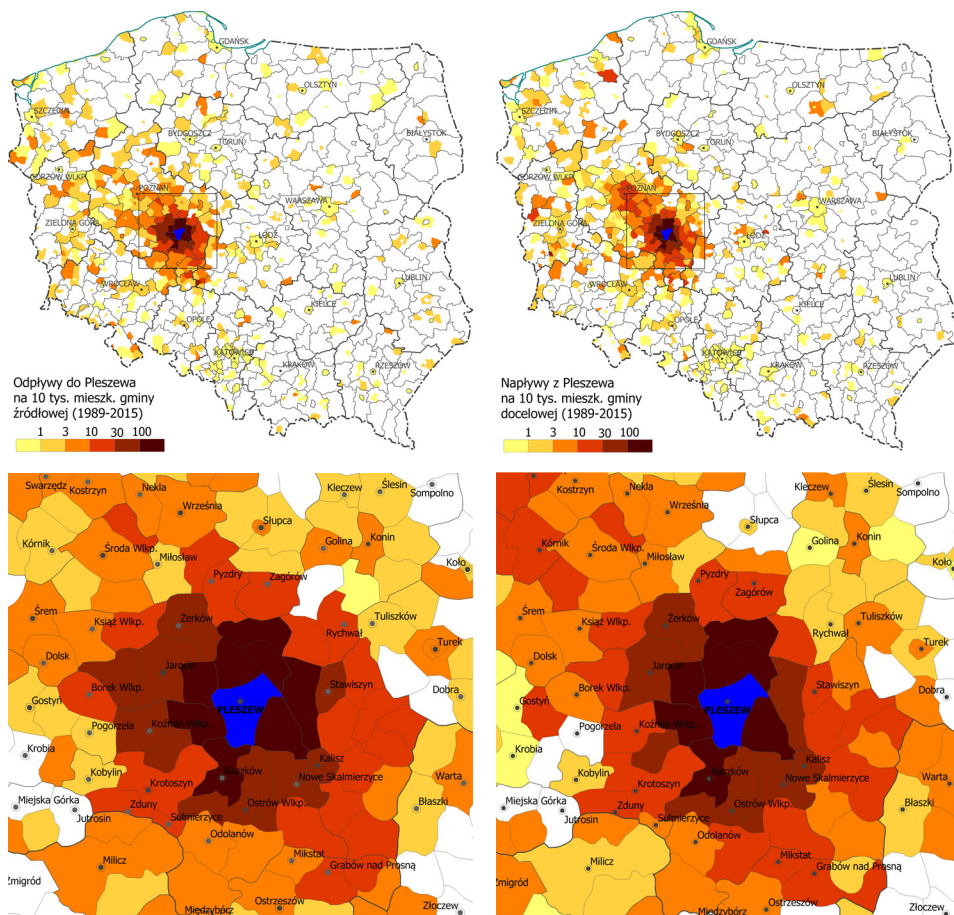 GDAŃSK
OLSZTYN
SZCZECIN
BIAŁYSTOK
BYDGOSZCZ
ORUŃ
GORZÓW WLKP.
POZNAŃ
WARSZAWA
ZIELONA GÓRA
ŁÓDŹ
LUBLIN
WROCŁAW
KIELCE
OPOLE
KATOWICE
KRAKÓW
RZESZÓW
Odpływy do Pleszewa
na 10 tys. mieszk. gminy
źródłowej (1989-2015)
1 3 10 30 100
GDAŃSK
OLSZTYN
SZCZECIN
BIAŁYSTOK
BYDGOSZCZ
ORUŃ
GORZÓW WLKP.
POZNAŃ
WARSZAWA
ZIELONA GÓRA
ŁÓDŹ
LUBLIN
WROCŁAW
KIELCE
OPOLE
KATOWICE
KRAKÓW
RZESZÓW
Napływy z Pleszewa
na 10 tys. mieszk. gminy
docelowej (1989-2015)
1 3 10 30 100
Swarzędz
Kostrzyn
Nekla
Kleczew
Ślesin
Sompolno
Września
Słupca
Kórnik
Środa Wlkp.
Miłosław
Golina
Konin
Koło
Pyzdry
Zagórów
Śrem
Książ Wlkp.
Żerków
Rychwał
Tuliszków
Turek
Dolsk
Jarocin
Borek Wlkp.
Stawiszyn
Dobra
Gostyń
PLESZEW
Pogorzela
Koźmin Wlkp.
Krobia
Kobylin
Krotoszyn
Raszków
Kalisz
Nowe Skalmierzyce
Warta
Miejska Górka
Jutrosin
Zduny
Sulmierzyce
Ostrów Wlkp.
Błaszki
Odolanów
Milicz
Mikstat
Grabów nad Prosną
Żmigród
Międzybórz
Ostrzeszów
Złoczew
Kostrzyn
Nekla
Kleczew
Ślesin
Sompolno
Września
Słupca
Kórnik
Środa Wlkp.
Miłosław
Golina
Konin
Koło
Pyzdry
Zagórów
Śrem
Książ Wlkp.
Żerków
Rychwał
Tuliszków
Turek
Dolsk
Jarocin
Borek Wlkp.
Stawiszyn
Dobra
Gostyń
PLESZEW
Pogorzela
Koźmin Wlkp.
Krobia
Kobylin
Krotoszyn
Raszków
Kalisz
Nowe Skalmierzyce
Warta
Miejska Górka
Jutrosin
Zduny
Sulmierzyce
Ostrów Wlkp.
Błaszki
Odolanów
Milicz
Mikstat
Grabów nad Prosną
Żmigród
Międzybórz
Ostrzeszów
Złoczew